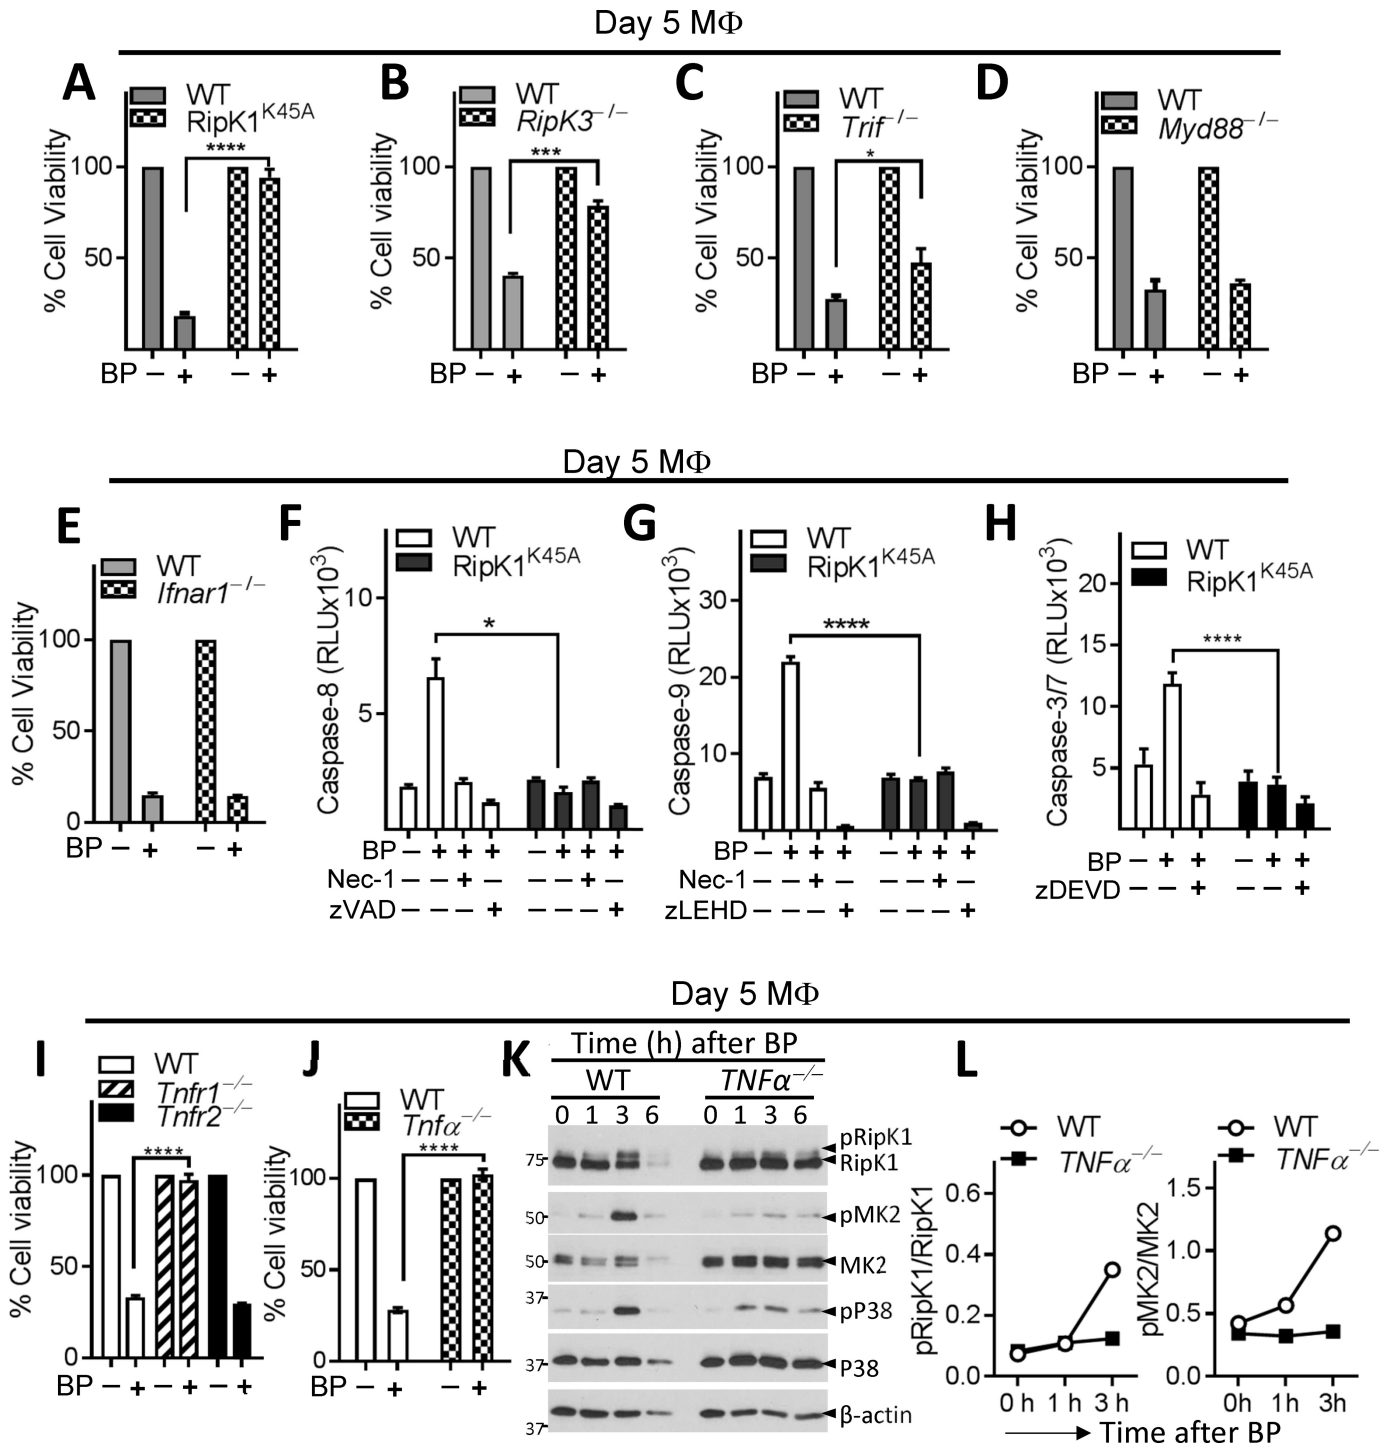 Day 5 MΦ
A
WT
RipK1K45A
% Cell Viability
100
50
****
BP − + − +
B
WT
RipK3−/−
% Cell viability
100
50
***
BP − + − +
C
WT
Trif−/−
% Cell Viability
100
50
*
BP − + − +
D
WT
Myd88−/−
% Cell Viability
100
50
BP − + − +
Day 5 MΦ
E
WT
Ifnar1−/−
% Cell Viability
100
50
0
BP − + − +
F
WT
RipK1K45A
Caspase-8 (RLUx103)
10
5
*
BP − + + + − + + +
Nec-1 − − + − − − + −
zVAD − − − + − − − +
G
WT
RipK1K45A
Caspase-9 (RLUx103)
30
20
10
****
BP − + + + − + + +
Nec-1 − − + − − − + −
zLEHD − − − + − − − +
H
WT
RipK1K45A
Caspase-3/7 (RLUx103)
20
15
10
5
****
BP − + + − + +
zDEVD − − + − − +
Day 5 MΦ
I
WT
Tnfr1−/−
Tnfr2−/−
% Cell viability
100
50
0
****
BP − + − + − +
J
WT
Tnfα−/−
% Cell viability
100
50
0
****
BP − + − +
K
Time (h) after BP
WT TNFα−/−
0 1 3 6 0 1 3 6
pRipK1
75 RipK1
50 pMK2
50 MK2
37 pP38
37 P38
β-actin
37
L
WT
TNFα−/−
pRipK1/RipK1
0.6
0.4
0.2
0.0
0 h 1 h 3 h
WT
TNFα−/−
pMK2/MK2
1.5
1.0
0.5
0.0
0h 1h 3h
Time after BP